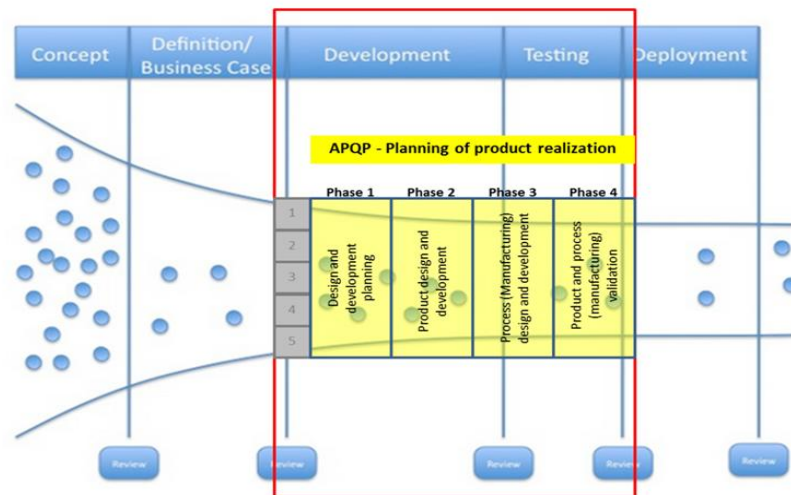 Concept
Definition/
Business Case
Development
Testing
Deployment
APQP - Planning of product realization
Phase 1
Phase 2
Phase 3
Phase 4
1
2
3
4
5
Design and
development
planning
Product design and
development
Process (Manufacturing)
design and development
Product and process
(manufacturing)
validation
Review
Review
Review
Review
Review